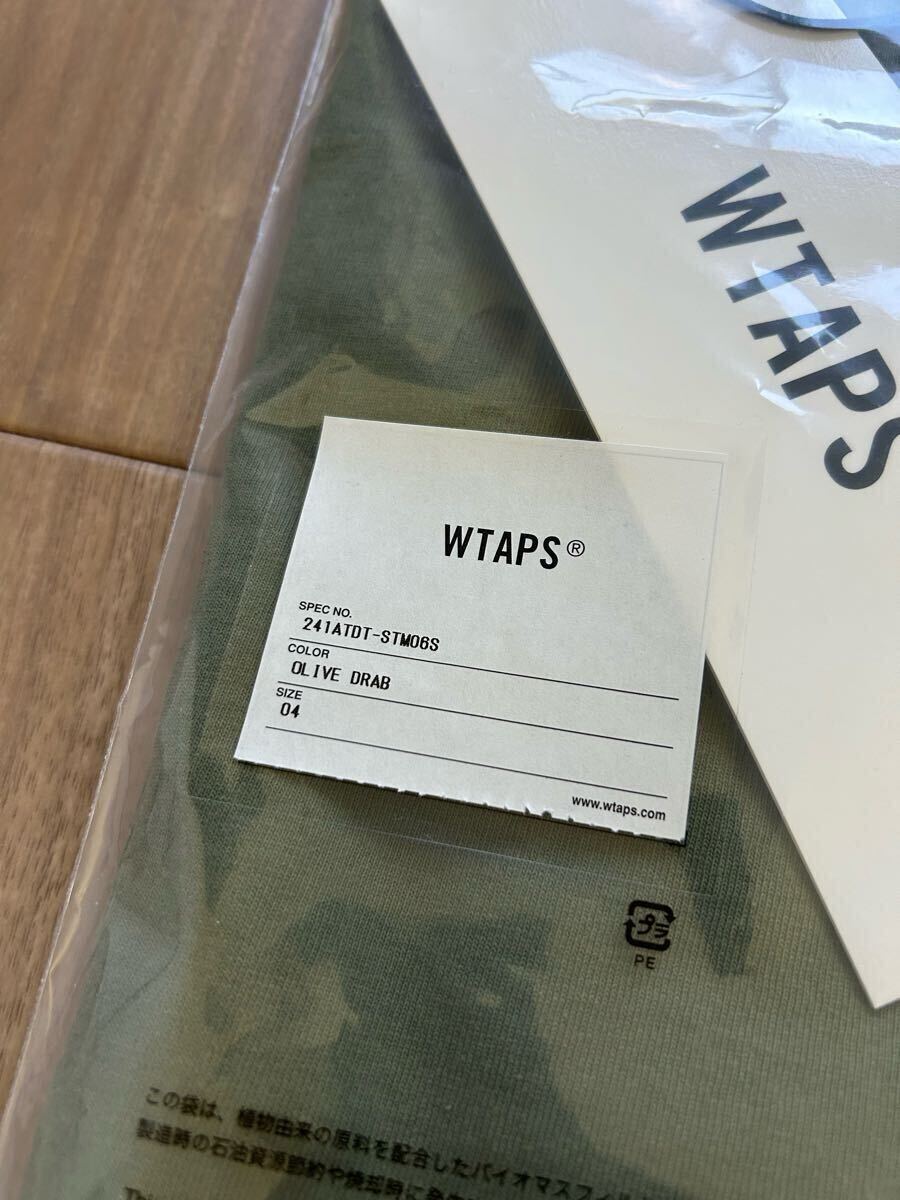 WTAPS
WTAPS®
SPEC NO.
241ATDT-STM06S
COLOR
OLIVE DRAB
SIZE
04
www.wtaps.com
プラ
PE
この袋は、植物由来の原料を配合したバイオマスフィル
製造時の石油資源節約や焼却時に発